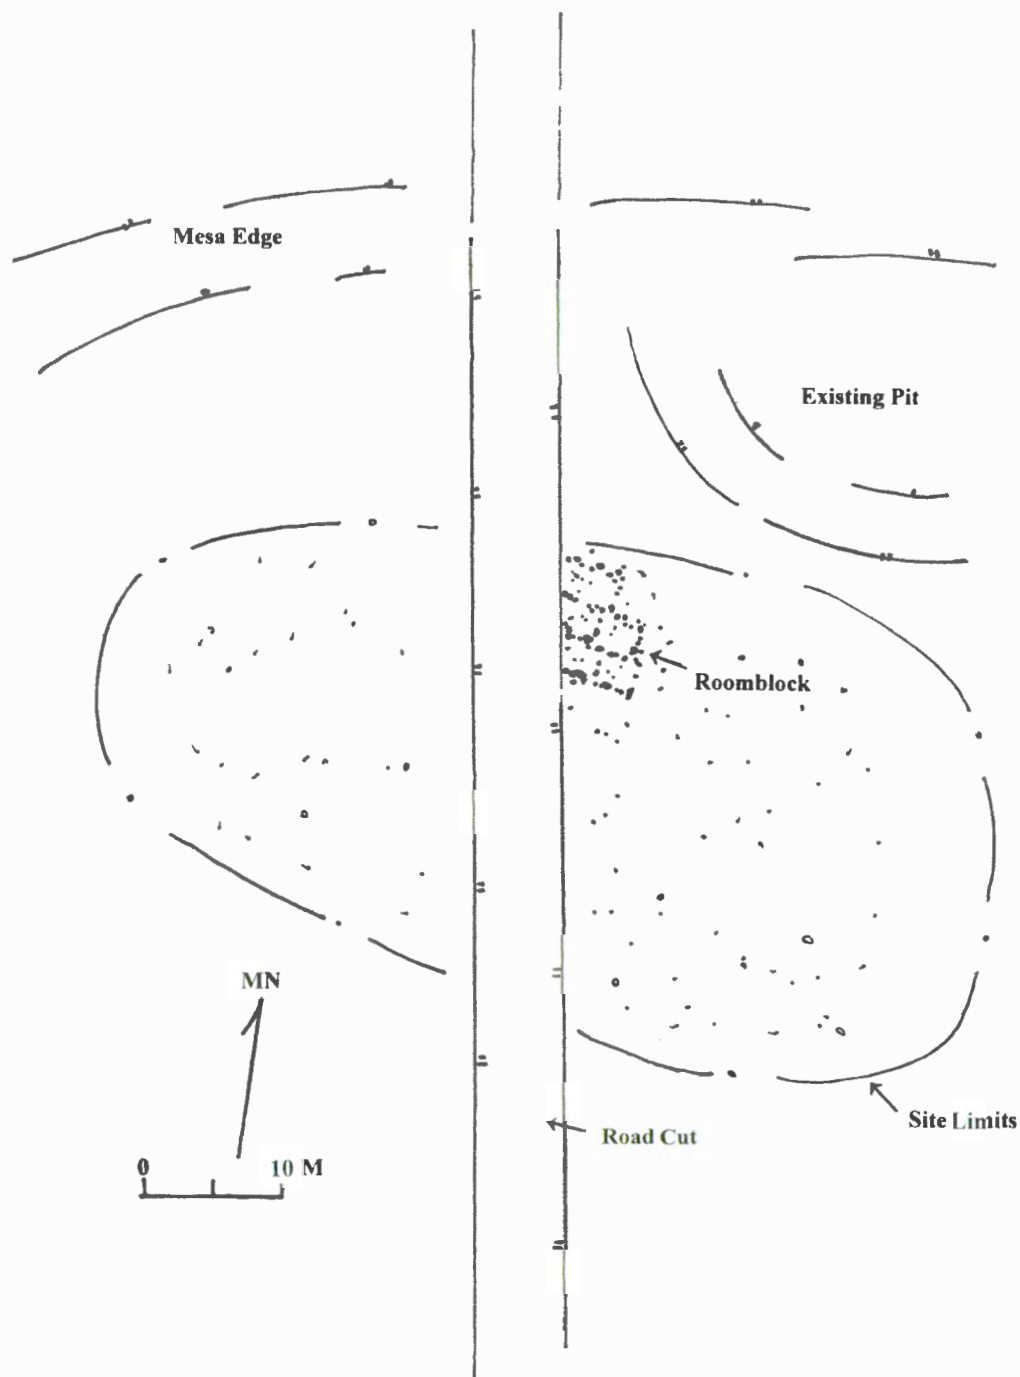 Mesa Edge
Existing Pit
Roomblock
MN
Site Limits
Road Cut
0 10 M